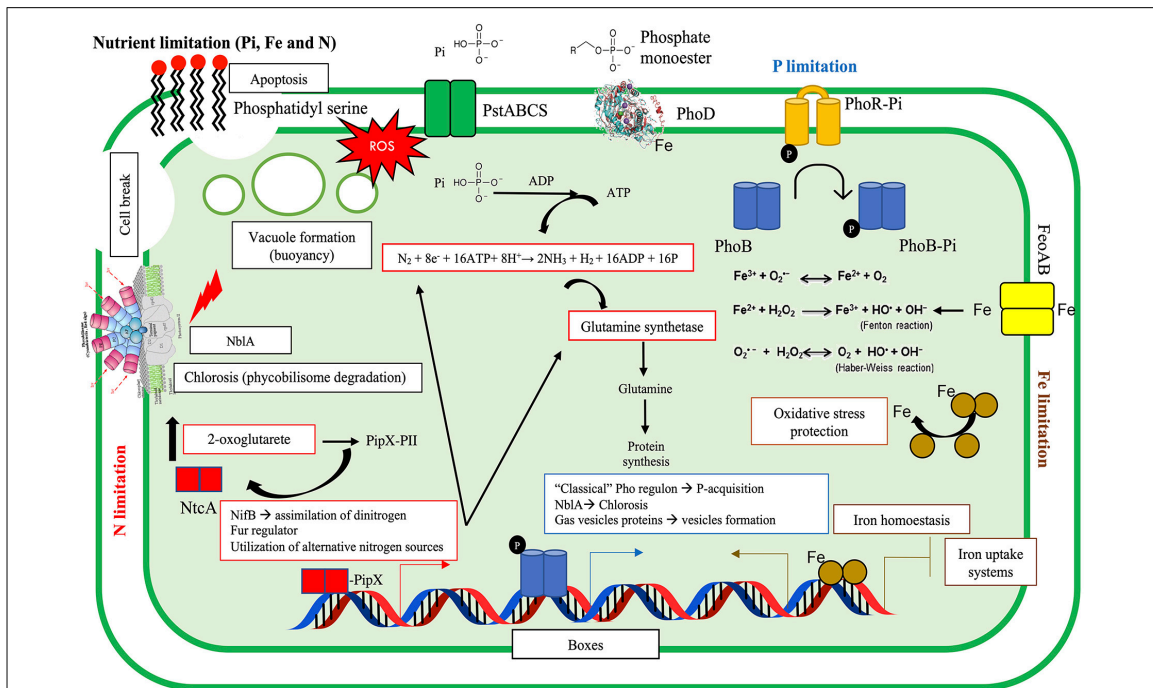 Nutrient limitation (Pi, Fe and N)
Apoptosis
Phosphatidyl serine
ROS
Pi
HO-P-O⁻
O
O⁻
PstABCS
R
O
O
P-O⁻
O⁻
Phosphate
monoester
PhoD
Fe
P limitation
PhoR-Pi
P
PhoB
P
PhoB-Pi
Cell break
Vacuole formation
(buoyancy)
Pi
HO-P-O⁻
O
O⁻
ADP
ATP
N₂ + 8e⁻ + 16ATP+ 8H⁺→ 2NH₃ + H₂ + 16ADP + 16P
Glutamine synthetase
Glutamine
Protein
synthesis
Fe³⁺ + O₂•⁻ ⟷ Fe²⁺ + O₂
Fe²⁺ + H₂O₂ ⟶ Fe³⁺ + HO• + OH⁻
(Fenton reaction)
O₂•⁻ + H₂O₂ ⟷ O₂ + HO• + OH⁻
(Haber-Weiss reaction)
FeoAB
Fe
Fe
Fe limitation
NblA
Chlorosis (phycobilisome degradation)
N limitation
2-oxoglutarete
PipX-PII
NtcA
NifB → assimilation of dinitrogen
Fur regulator
Utilization of alternative nitrogen sources
Oxidative stress
protection
Fe
Fe
"Classical" Pho regulon → P-acquisition
NblA→ Chlorosis
Gas vesicles proteins → vesicles formation
Iron homoestasis
Iron uptake
systems
-PipX
P
Fe
Boxes